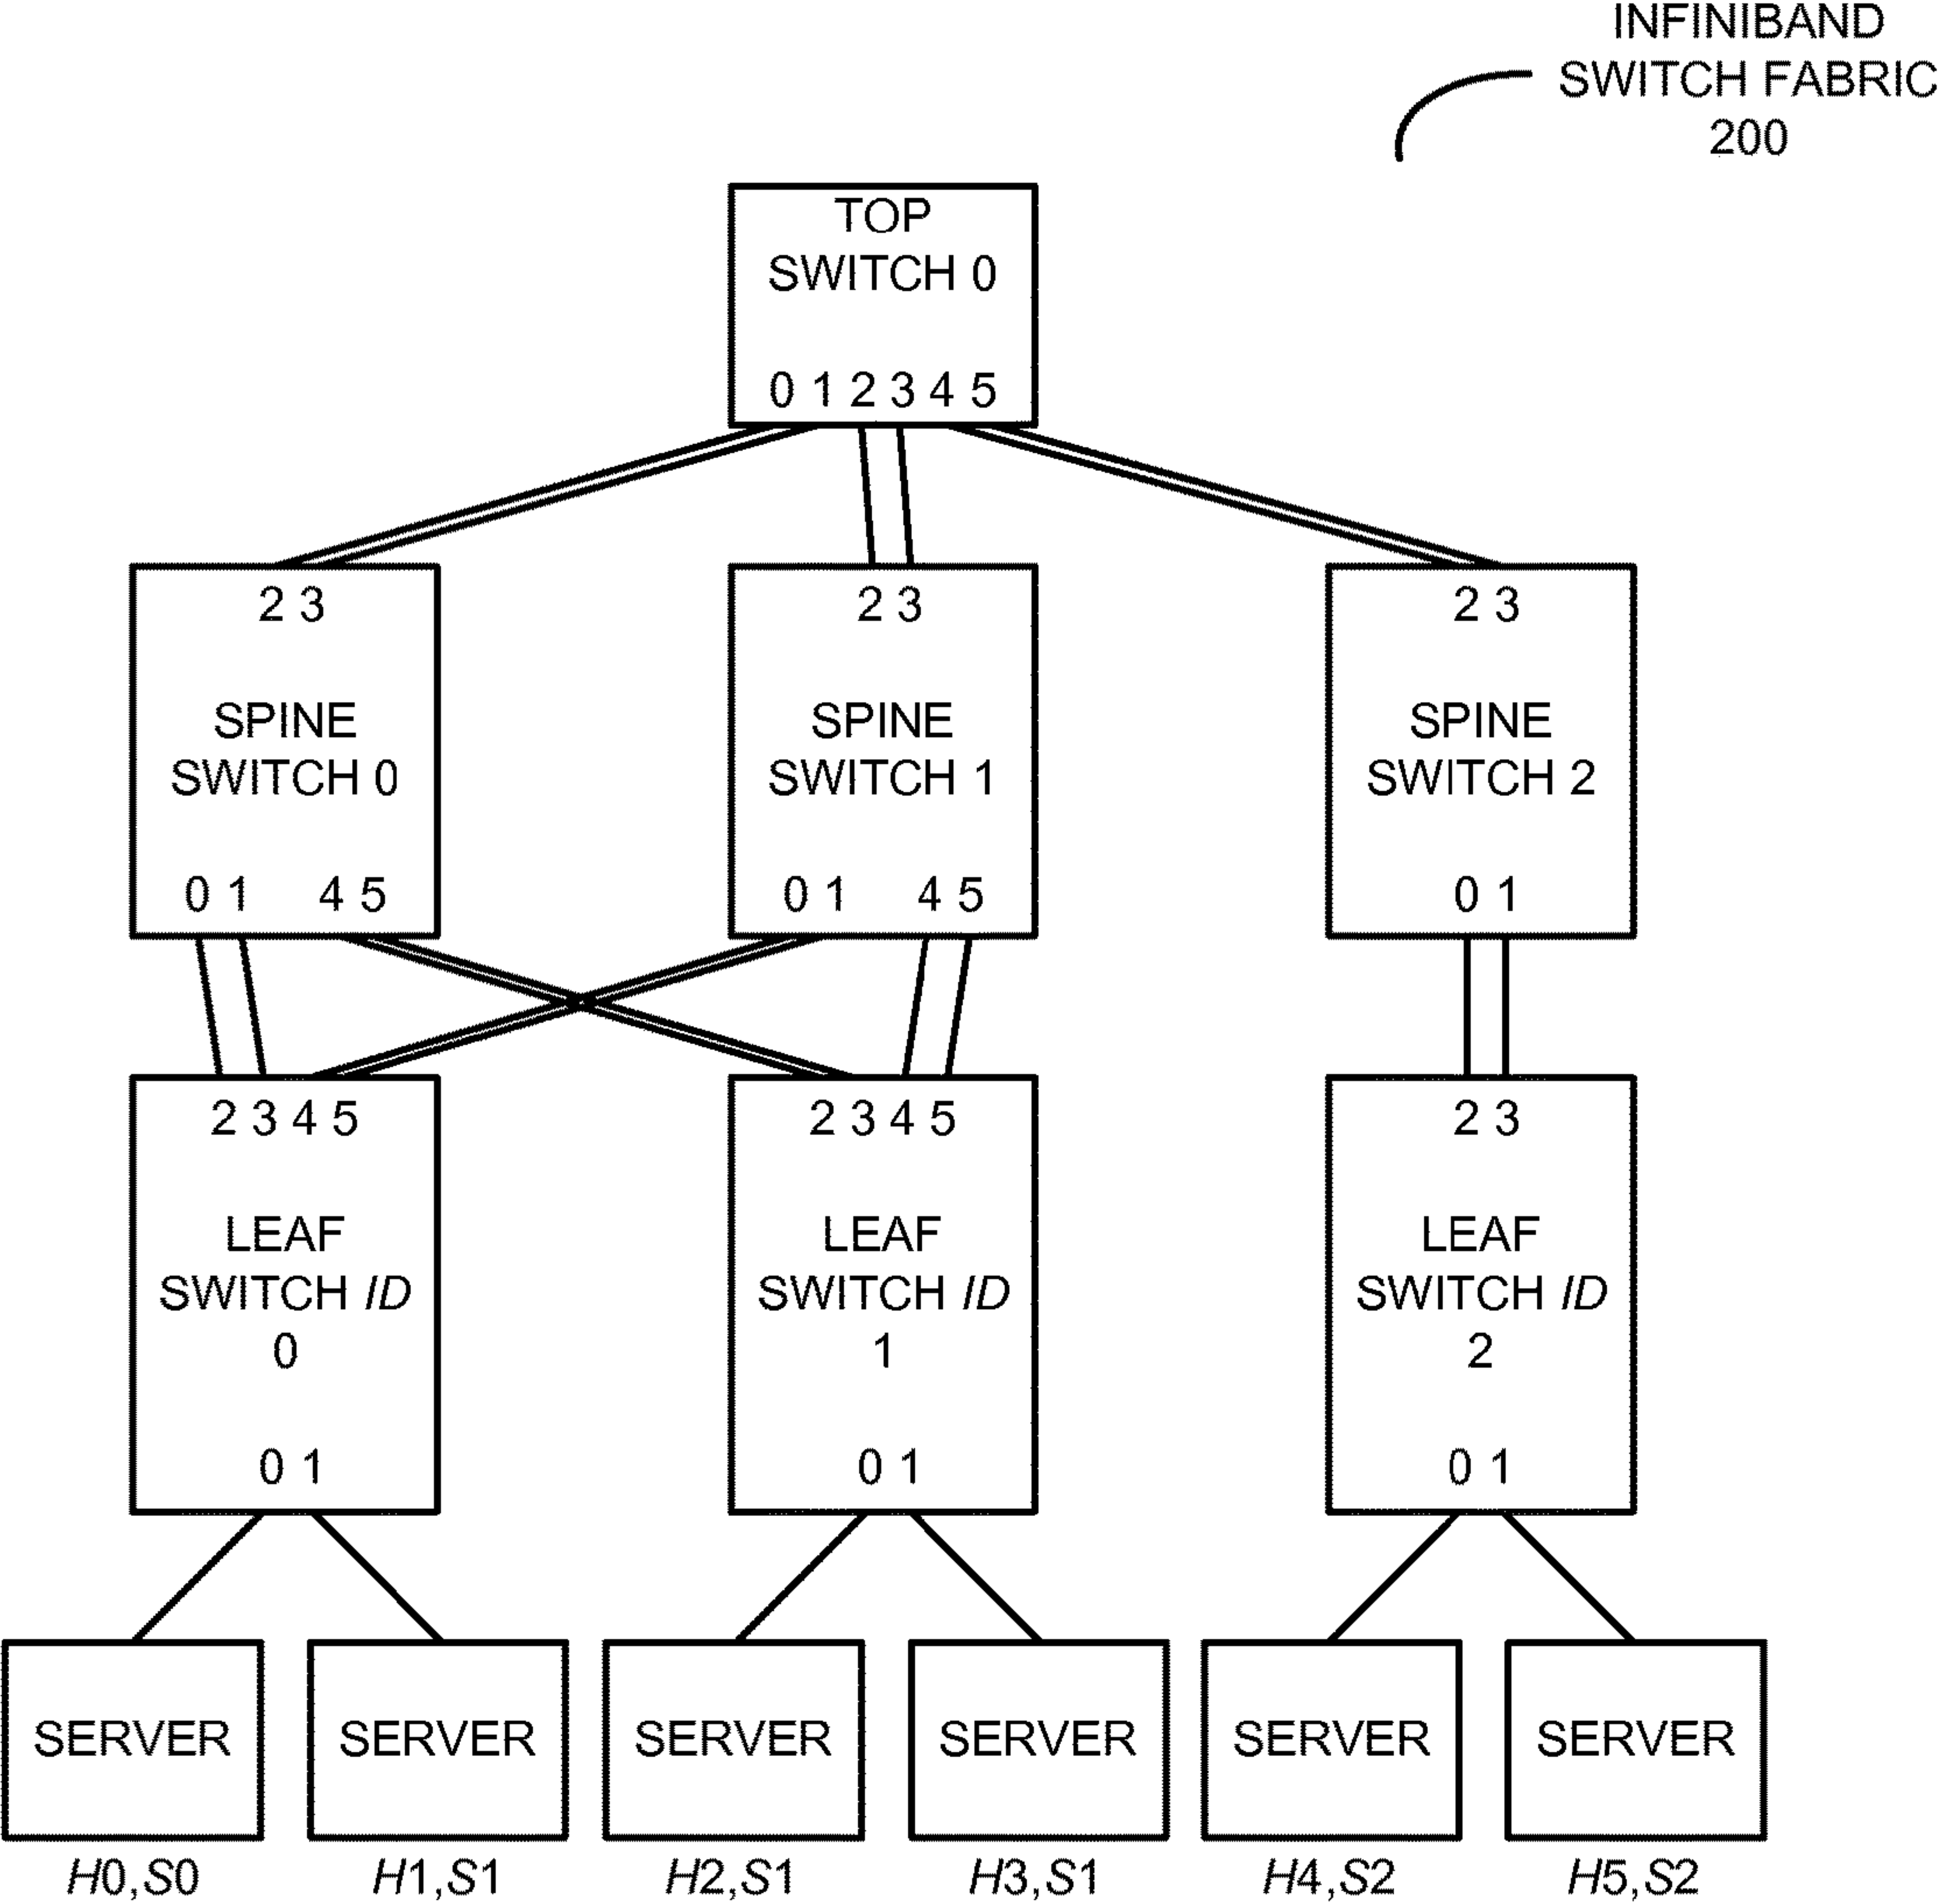 INFINIBAND
SWITCH FABRIC
200
TOP
SWITCH 0
0 1 2 3 4 5
2 3
2 3
2 3
SPINE
SWITCH 0
SPINE
SWITCH 1
SPINE
SWITCH 2
0 1 4 5
0 1 4 5
0 1
2 3 4 5
2 3 4 5
2 3
LEAF
SWITCH ID
0
LEAF
SWITCH ID
1
LEAF
SWITCH ID
2
0 1
0 1
0 1
SERVER
SERVER
SERVER
SERVER
SERVER
SERVER
H0,S0
H1,S1
H2,S1
H3,S1
H4,S2
H5,S2